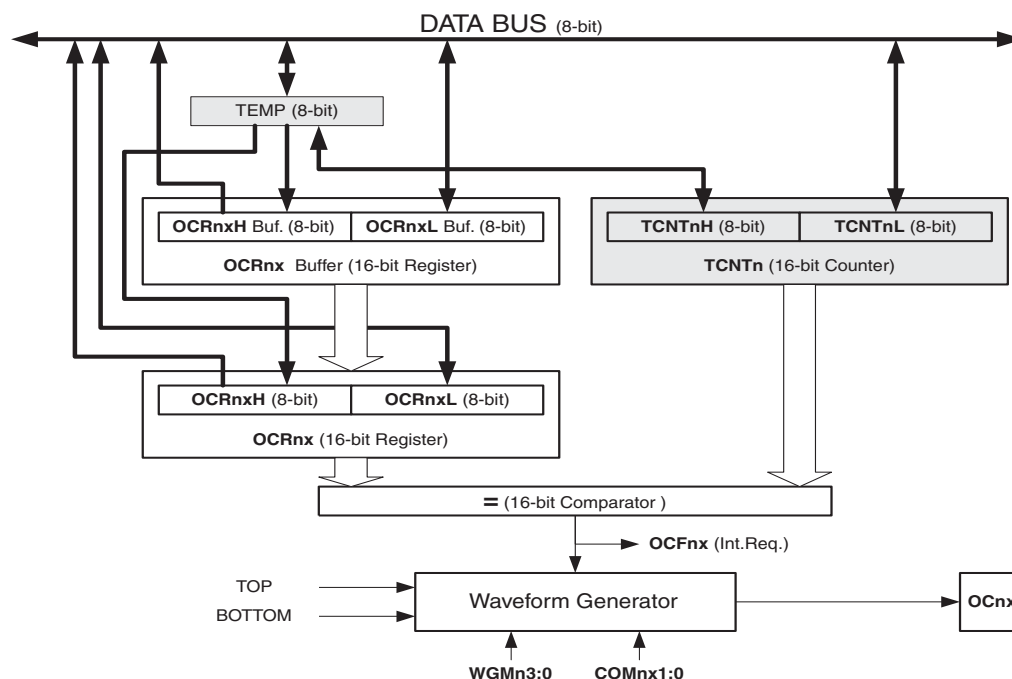 DATA BUS (8-bit)
TEMP (8-bit)
OCRnxH Buf. (8-bit) OCRnxL Buf. (8-bit)
OCRnx Buffer (16-bit Register)
TCNTnH (8-bit) TCNTnL (8-bit)
TCNTn (16-bit Counter)
OCRnxH (8-bit) OCRnxL (8-bit)
OCRnx (16-bit Register)
= (16-bit Comparator )
OCFnx (Int.Req.)
TOP
BOTTOM
Waveform Generator
OCnx
WGMn3:0 COMnx1:0